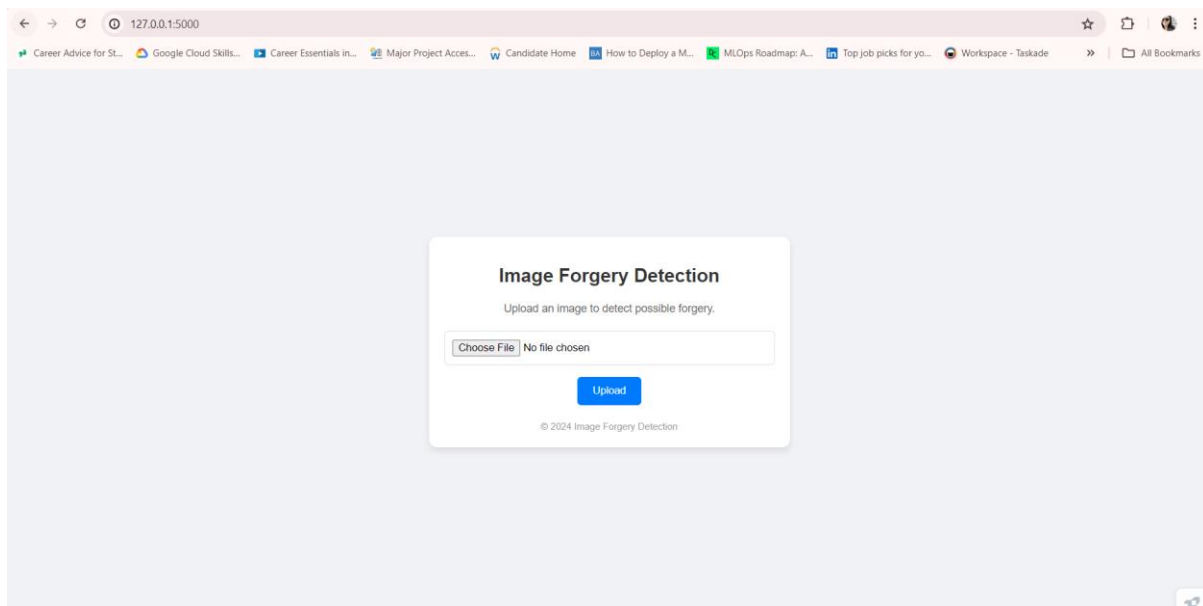 127.0.0.1:5000
Career Advice for St... Google Cloud Skills... Career Essentials in... Major Project Acces... Candidate Home BA How to Deploy a M... MLOps Roadmap: A... in Top job picks for yo... Workspace - Taskade » All Bookmarks
Image Forgery Detection
Upload an image to detect possible forgery.
Choose File No file chosen
Upload
© 2024 Image Forgery Detection